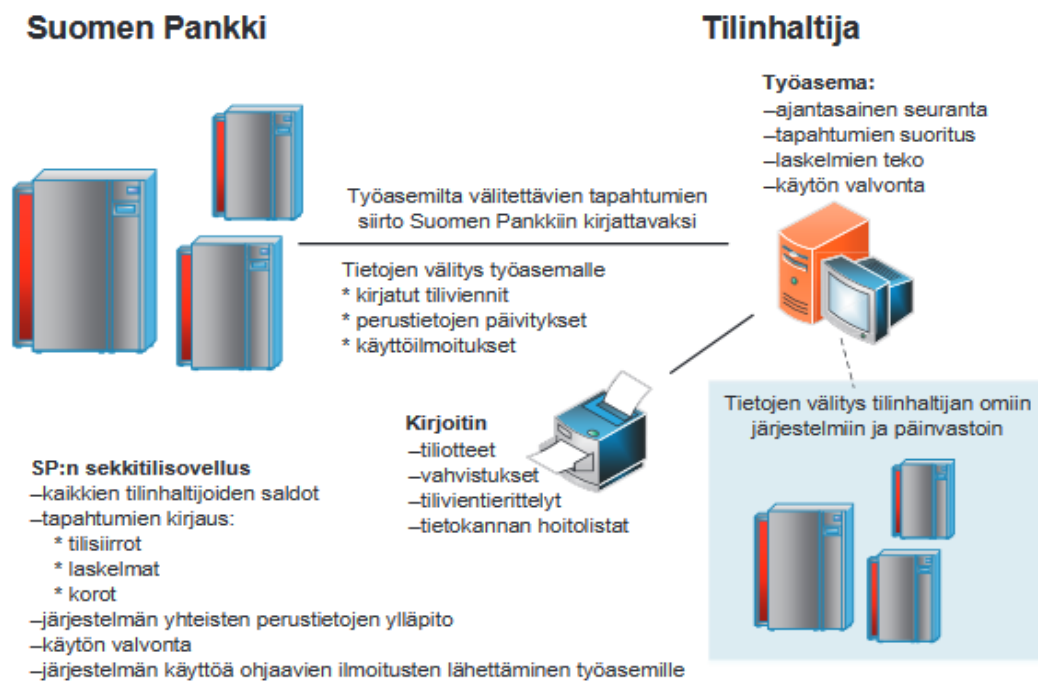 Suomen Pankki
Tilinhaltija
Työasema:
–ajantasainen seuranta
–tapahtumien suoritus
–laskelmien teko
–käytön valvonta
Työasemilta välitettävien tapahtumien
siirto Suomen Pankkiin kirjattavaksi
Tietojen välitys työasemalle
* kirjatut tiliviennit
* perustietojen päivitykset
* käyttöilmoitukset
Kirjoitin
–tiliotteet
–vahvistukset
–tilivientierittelyt
–tietokannan hoitolistat
Tietojen välitys tilinhaltijan omiin
järjestelmiin ja päinvastoin
SP:n sekkitilisovellus
–kaikkien tilinhaltijoiden saldot
–tapahtumien kirjaus:
* tilisiirrot
* laskelmat
* korot
–järjestelmän yhteisten perustietojen ylläpito
–käytön valvonta
–järjestelmän käyttöä ohjaavien ilmoitusten lähettäminen työasemille